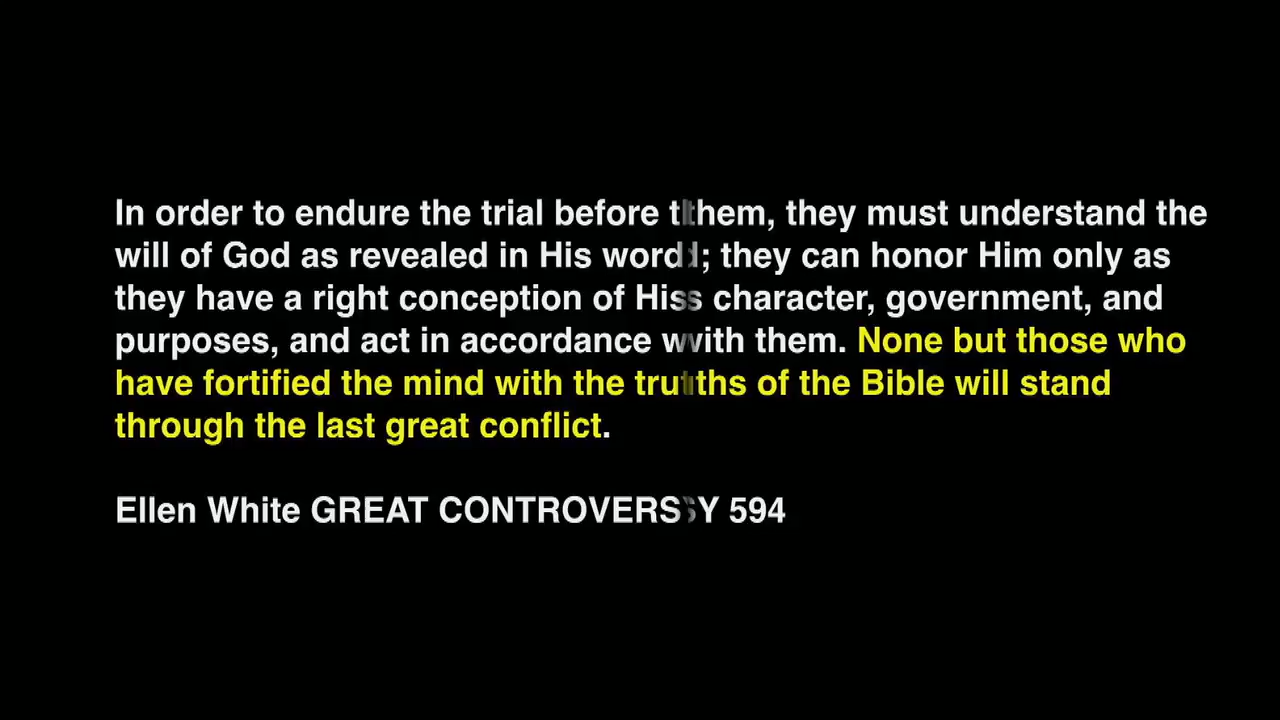 In order to endure the trial before them, they must understand the
will of God as revealed in His word; they can honor Him only as
they have a right conception of His character, government, and
purposes, and act in accordance with them. None but those who
have fortified the mind with the truths of the Bible will stand
through the last great conflict.
Ellen White GREAT CONTROVERSY 594